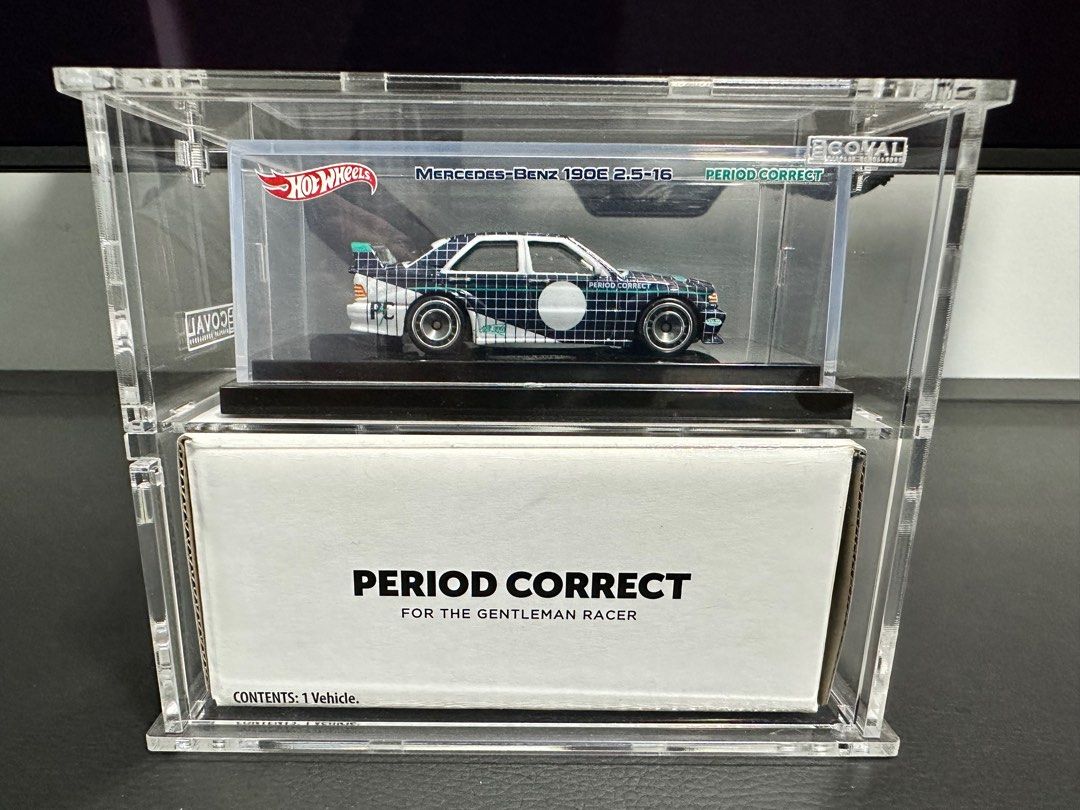 ECOVAL
HOT WHEELS
MERCEDES-BENZ 190E 2.5-16
PERIOD CORRECT
PERIOD CORRECT
PC
ECOVAL
PERIOD CORRECT
FOR THE GENTLEMAN RACER
CONTENTS: 1 Vehicle.